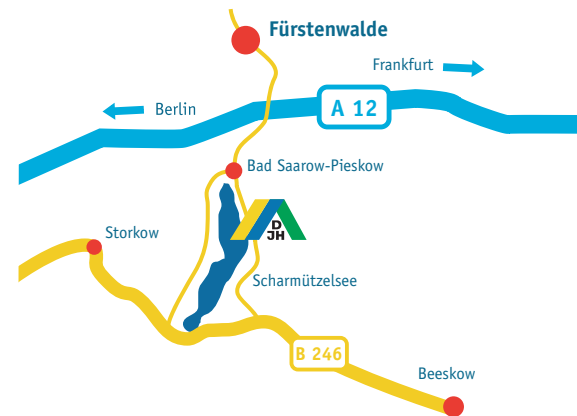 Fürstenwalde
Frankfurt
Berlin
A 12
Bad Saarow-Pieskow
D
JH
Storkow
Scharmützelsee
B 246
Beeskow